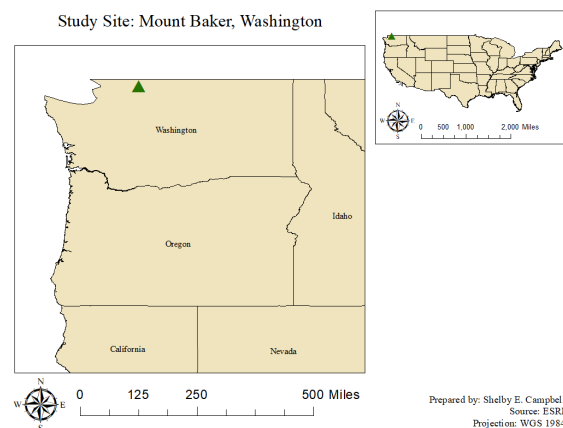 Study Site: Mount Baker, Washington
Washington
Idaho
Oregon
California
Nevada
N
W E
S
0 500 1,000 2,000 Miles
N
W E
S
0 125 250 500 Miles
Prepared by: Shelby E. Campbel
Source: ESRI
Projection: WGS 1984